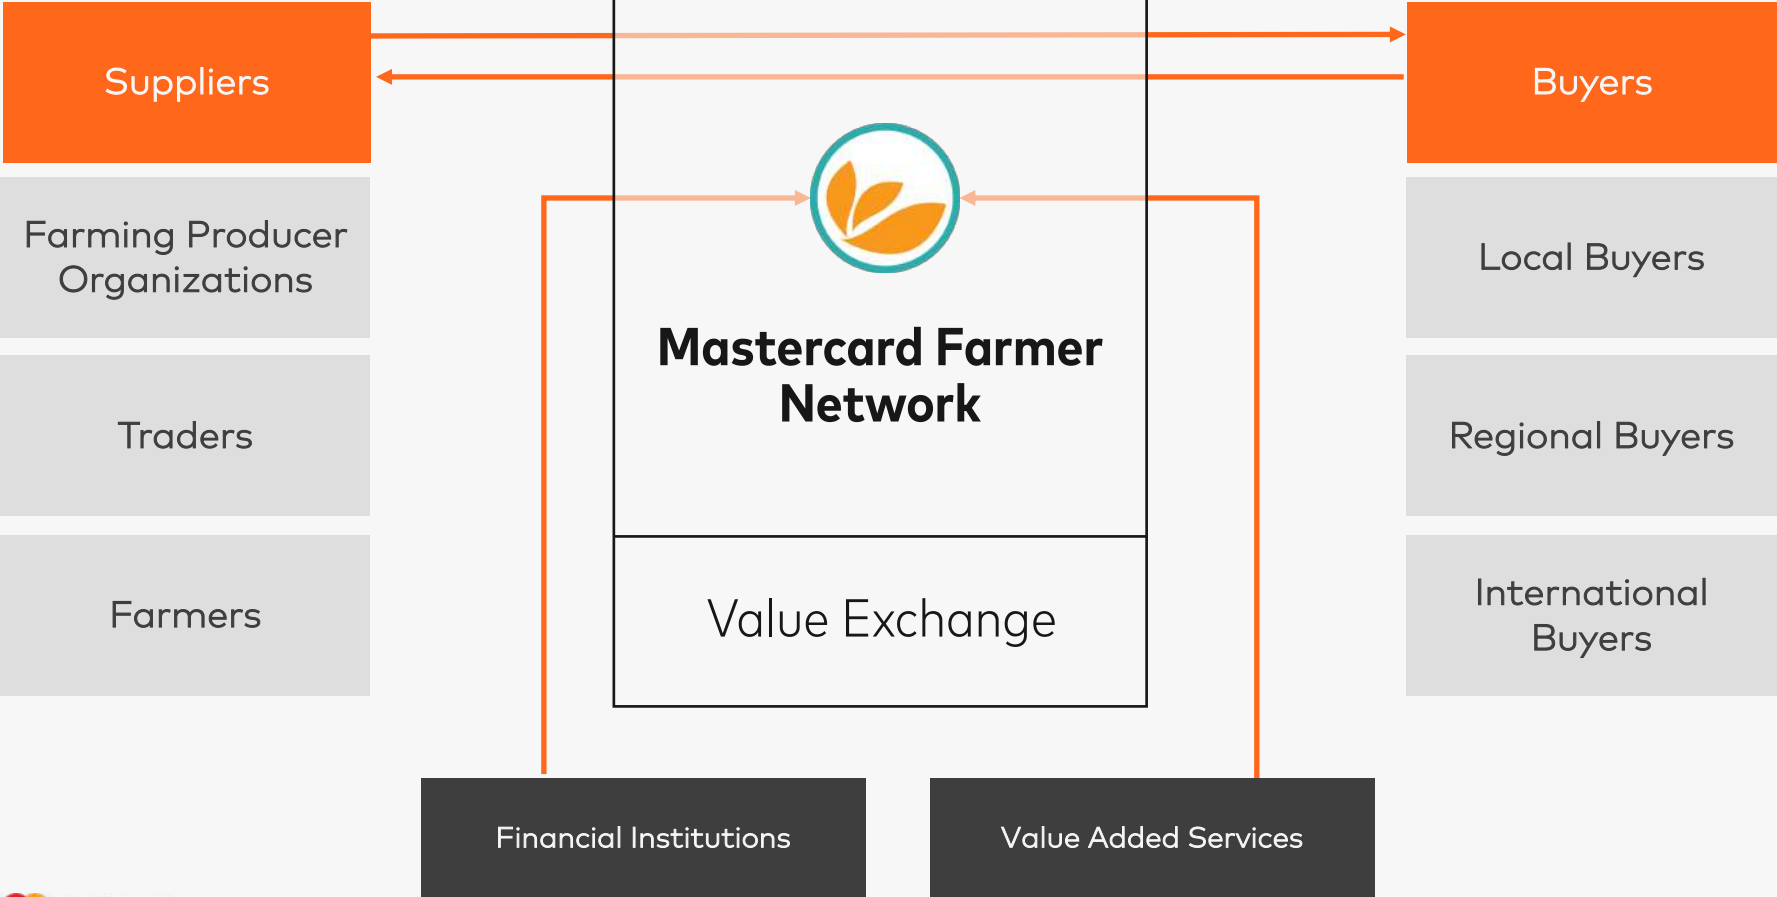 Suppliers
Buyers
Farming Producer
Organizations
Local Buyers
Mastercard Farmer
Network
Traders
Regional Buyers
Farmers
Value Exchange
International
Buyers
Financial Institutions
Value Added Services